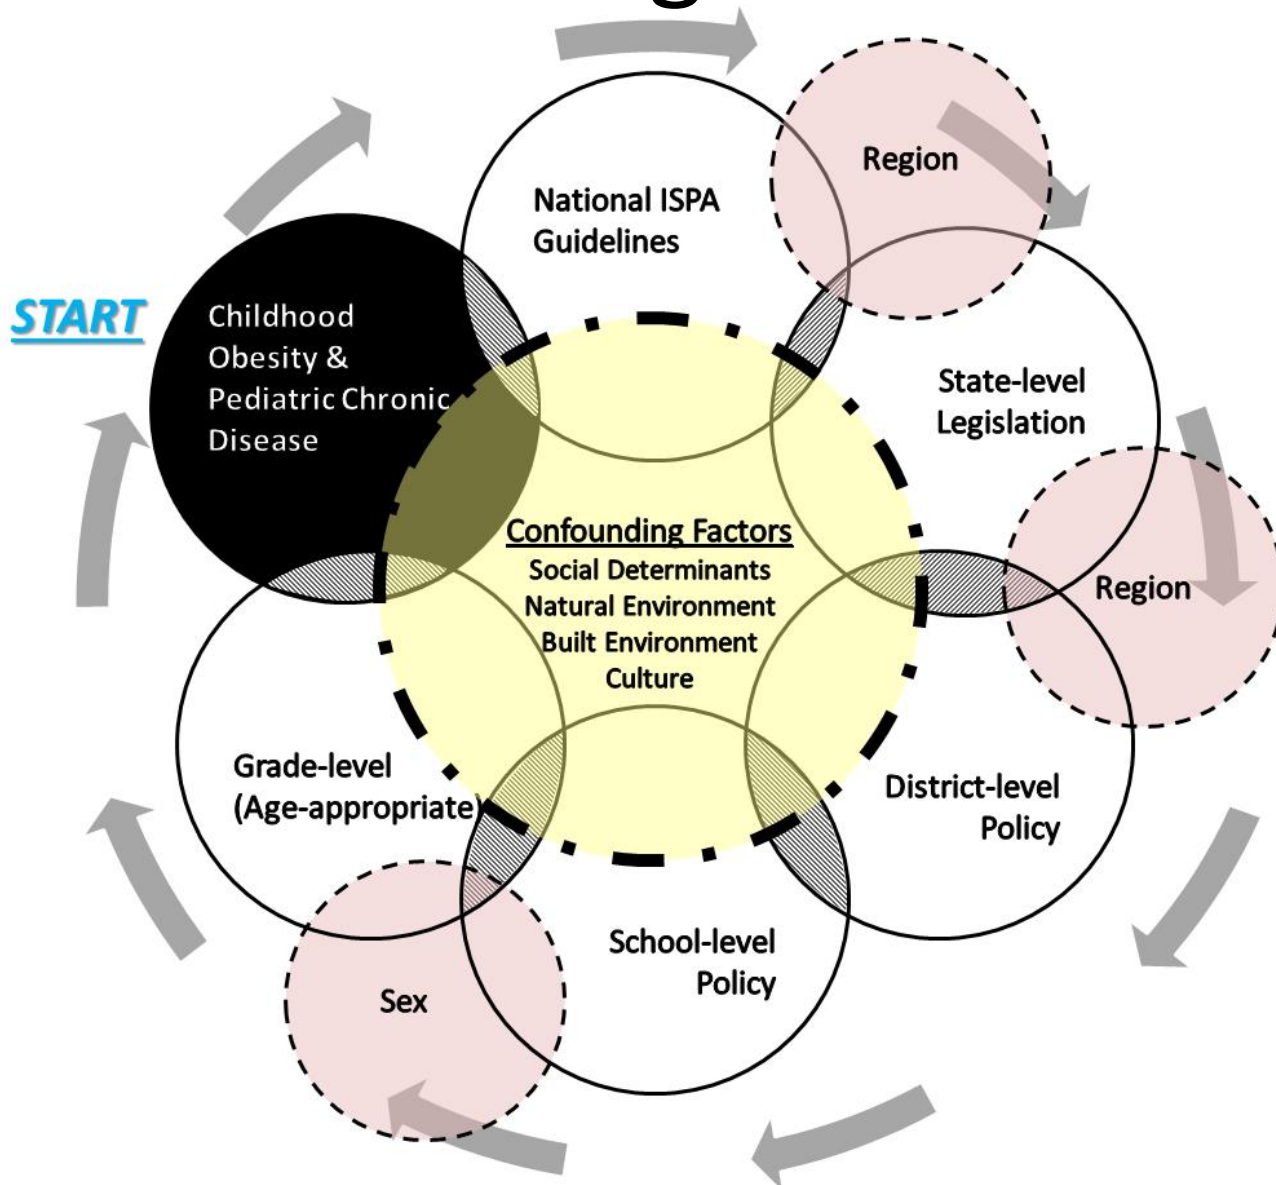 START
Childhood
Obesity &
Pediatric Chronic
Disease
National ISPA
Guidelines
Region
State-level
Legislation
Region
Confounding Factors
Social Determinants
Natural Environment
Built Environment
Culture
District-level
Policy
School-level
Policy
Sex
Grade-level
(Age-appropriate)